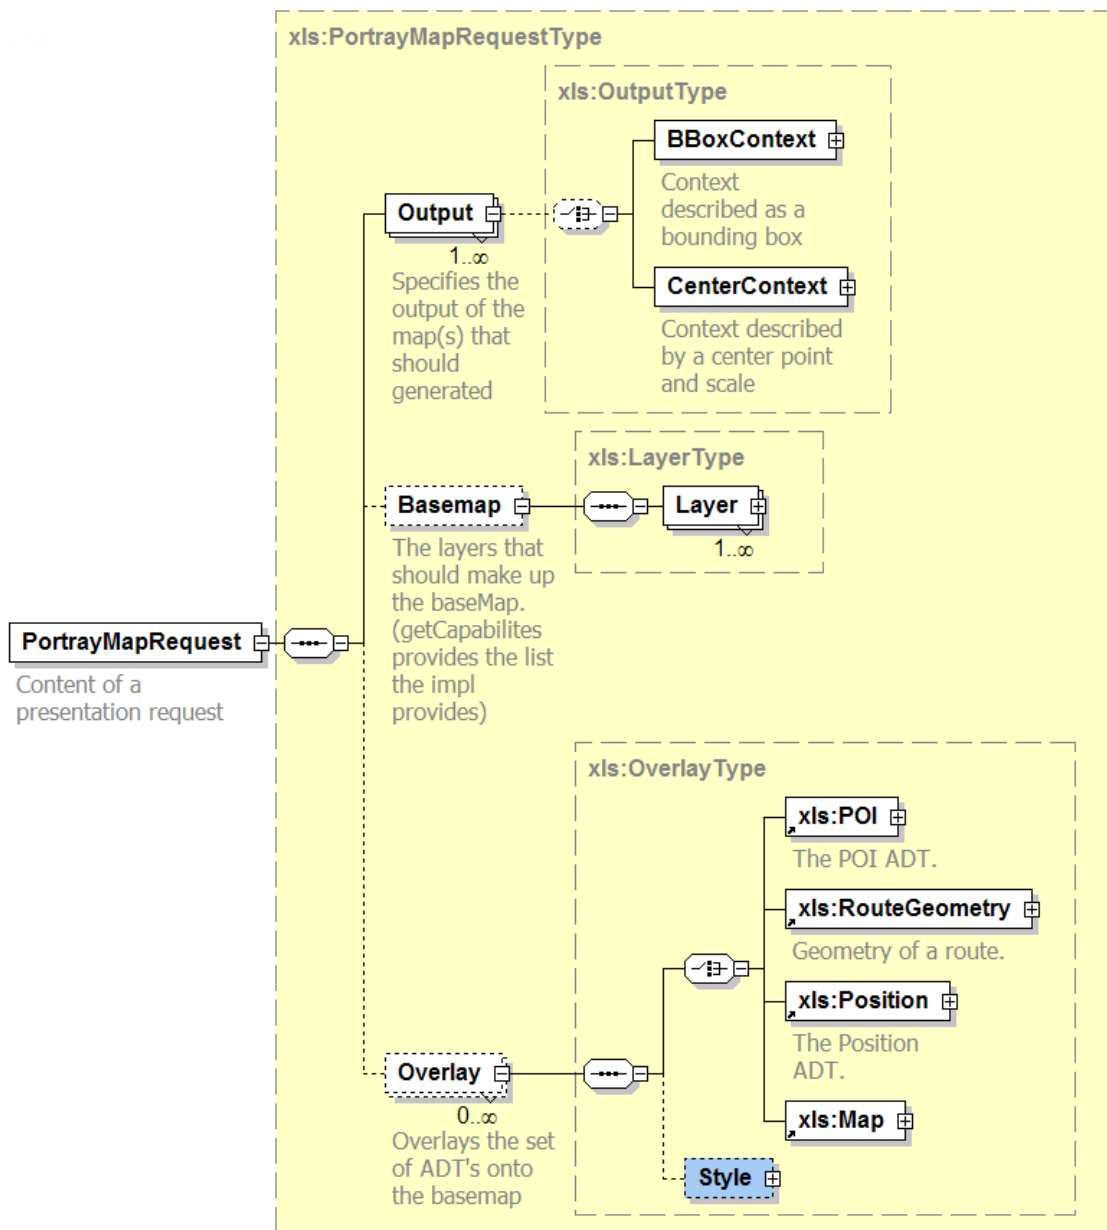 xls:PortrayMapRequestType
xls:OutputType
BBoxContext
Context
described as a
bounding box
Output
1..∞
Specifies the
output of the
map(s) that
should
generated
CenterContext
Context described
by a center point
and scale
xls:LayerType
Basemap
Layer
1..∞
The layers that
should make up
the baseMap.
(getCapabilites
provides the list
the impl
provides)
PortrayMapRequest
Content of a
presentation request
xls:OverlayType
xls:POI
The POI ADT.
xls:RouteGeometry
Geometry of a route.
xls:Position
The Position
ADT.
Overlay
0..∞
Overlays the set
of ADT's onto
the basemap
xls:Map
Style